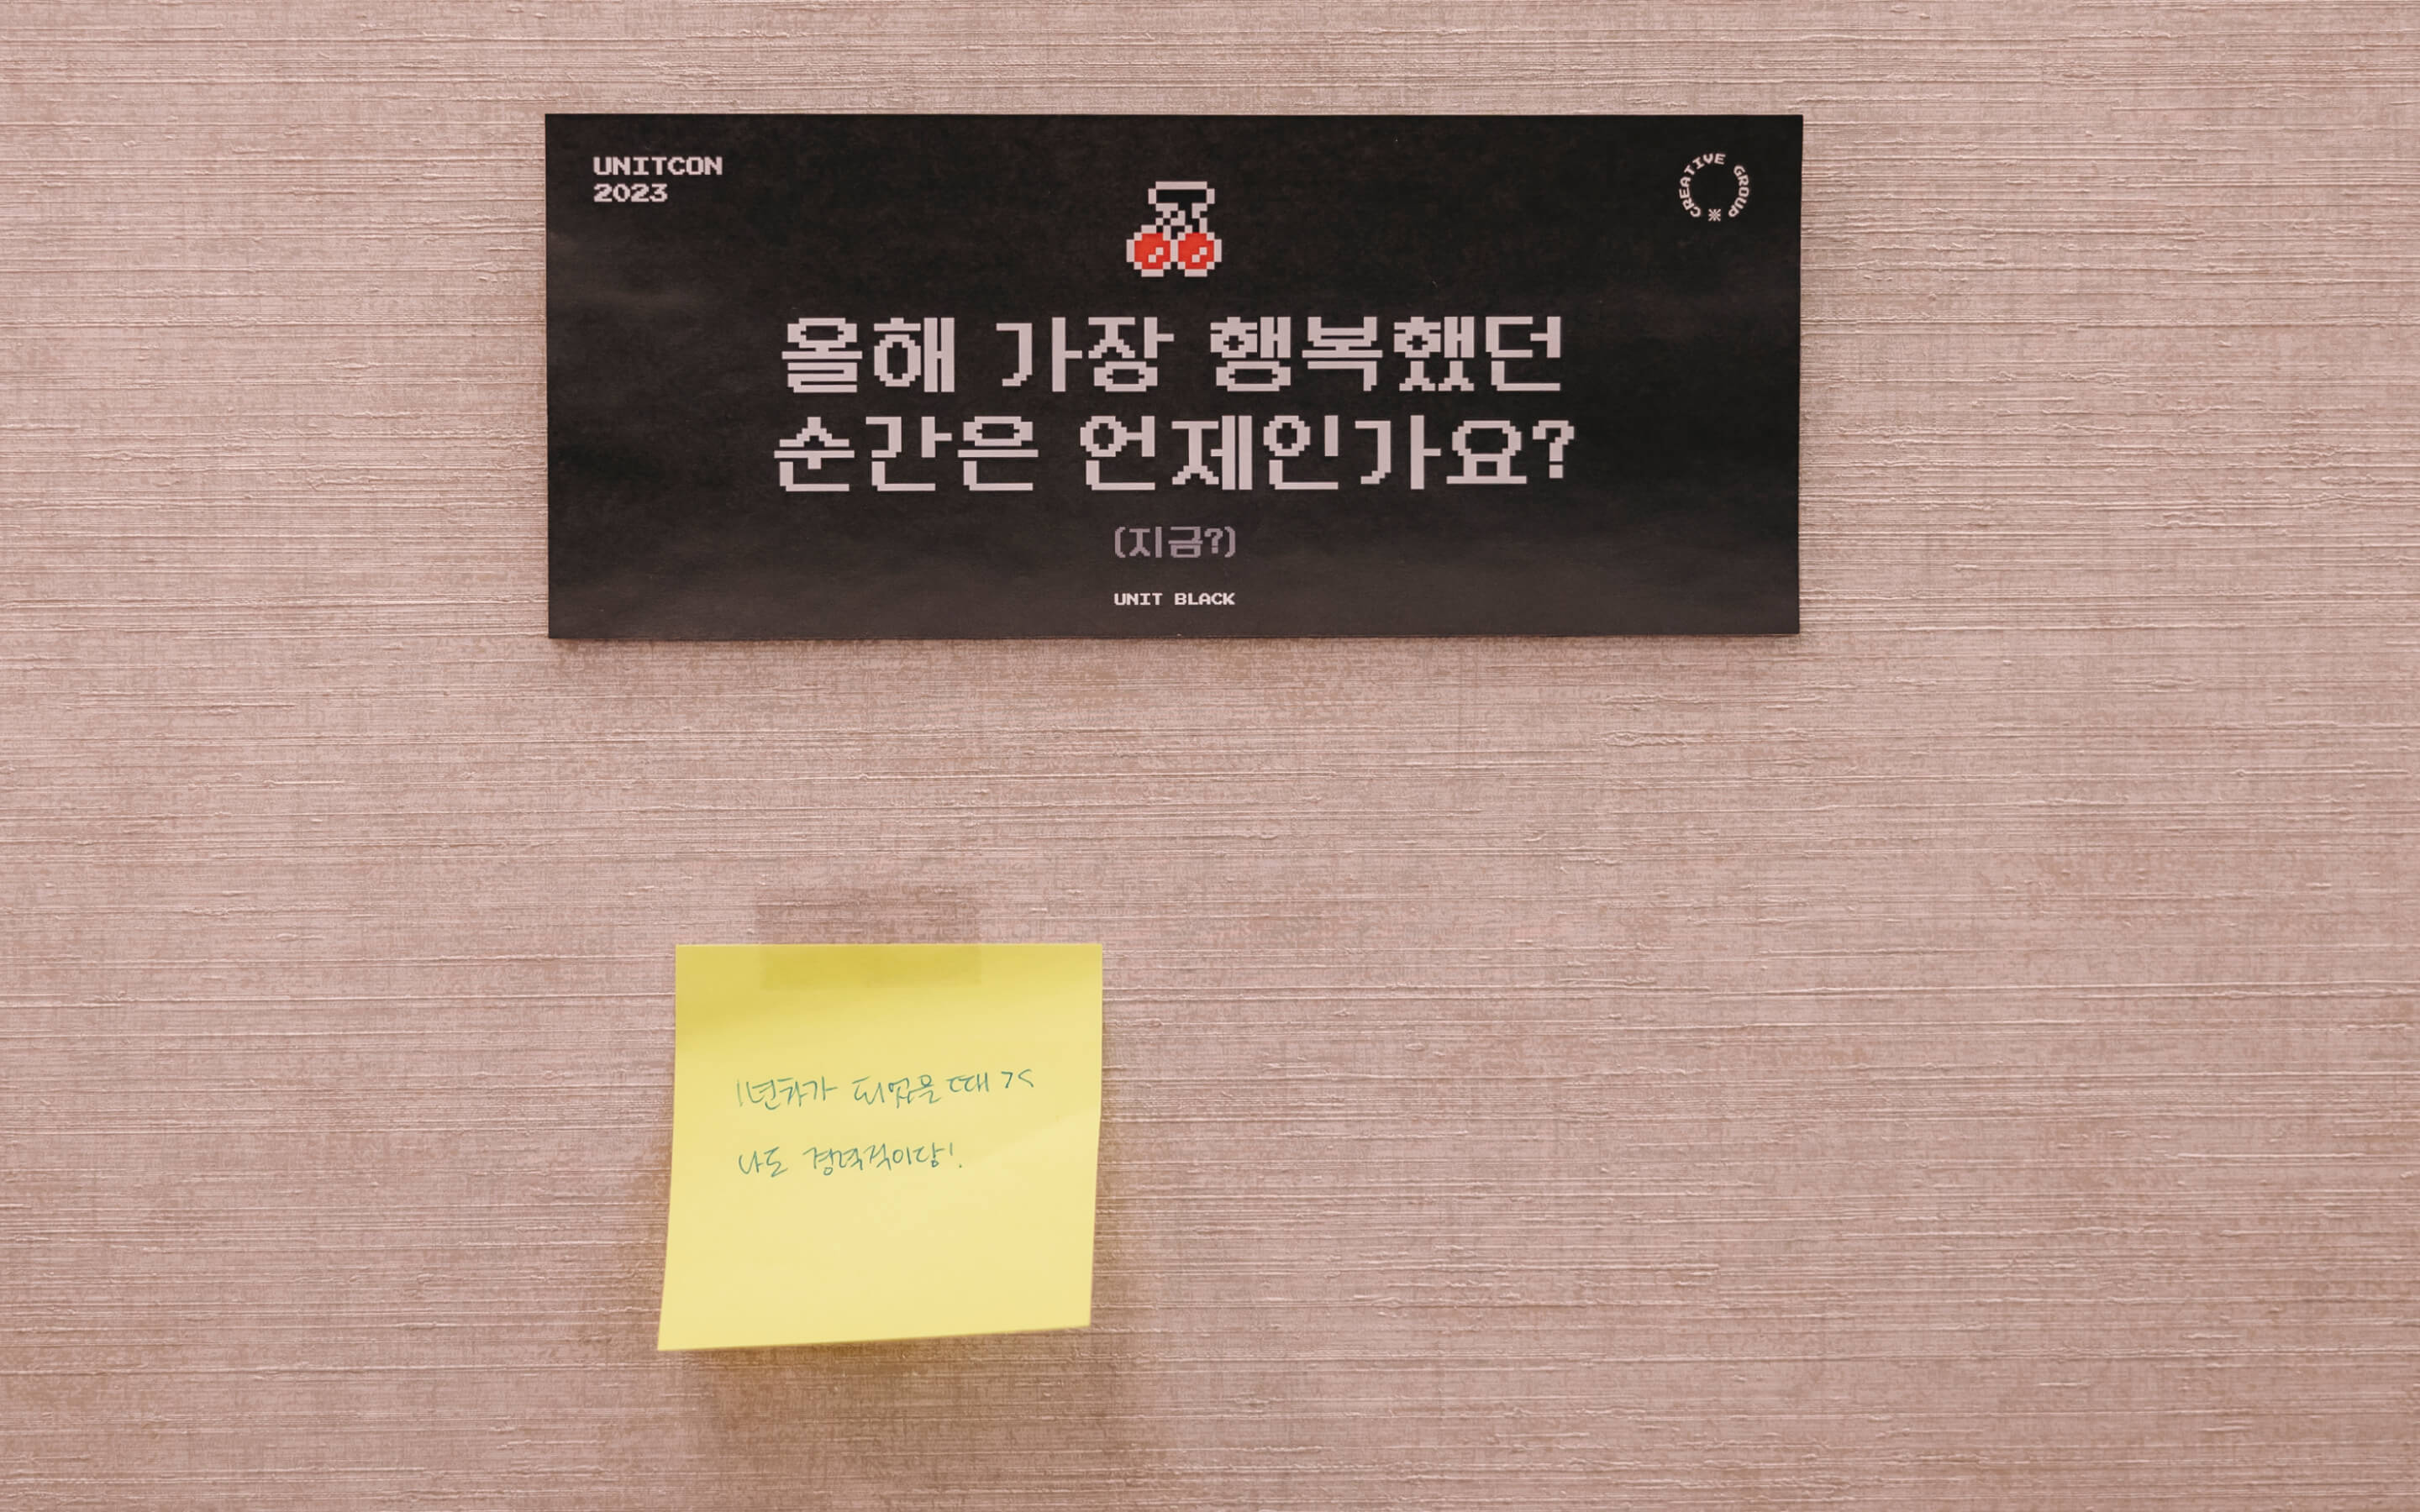 UNITCON
2023
CREATIVE GROUP
올해 가장 행복했던
순간은 언제인가요?
(지금?)
UNIT BLACK
1년차가 되었을 때 ><
나도 경력직이당!